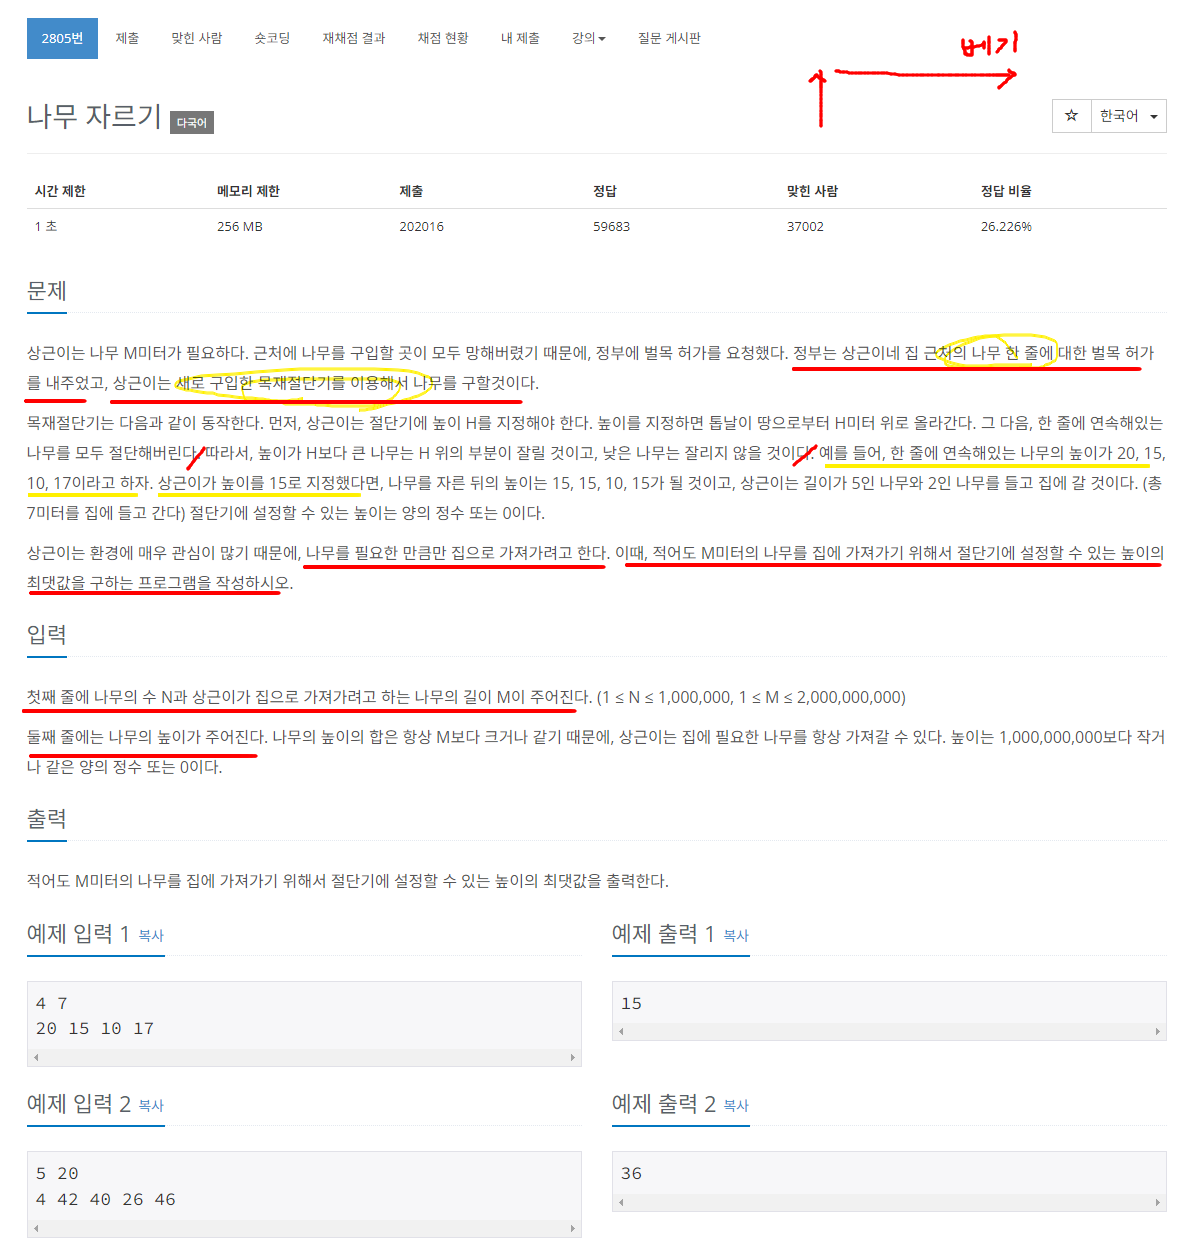 2805번 제출 맞힌 사람 숏코딩 재채점 결과 채점 현황 내 제출 강의 질문 게시판
베기
나무 자르기 다국어
☆ 한국어
시간 제한 메모리 제한 제출 정답 맞힌 사람 정답 비율
1 초 256 MB 202016 59683 37002 26.226%
문제
상근이는 나무 M미터가 필요하다. 근처에 나무를 구입할 곳이 모두 망해버렸기 때문에, 정부에 벌목 허가를 요청했다. 정부는 상근이네 집 근처의 나무 한 줄에 대한 벌목 허가
를 내주었고, 상근이는 새로 구입한 목재절단기를 이용해서 나무를 구할것이다.
목재절단기는 다음과 같이 동작한다. 먼저, 상근이는 절단기에 높이 H를 지정해야 한다. 높이를 지정하면 톱날이 땅으로부터 H미터 위로 올라간다. 그 다음, 한 줄에 연속해있는
나무를 모두 절단해버린다. 따라서, 높이가 H보다 큰 나무는 H 위의 부분이 잘릴 것이고, 낮은 나무는 잘리지 않을 것이다. 예를 들어, 한 줄에 연속해있는 나무의 높이가 20, 15,
10, 17이라고 하자. 상근이가 높이를 15로 지정했다면, 나무를 자른 뒤의 높이는 15, 15, 10, 15가 될 것이고, 상근이는 길이가 5인 나무와 2인 나무를 들고 집에 갈 것이다. (총
7미터를 집에 들고 간다) 절단기에 설정할 수 있는 높이는 양의 정수 또는 0이다.
상근이는 환경에 매우 관심이 많기 때문에, 나무를 필요한 만큼만 집으로 가져가려고 한다. 이때, 적어도 M미터의 나무를 집에 가져가기 위해서 절단기에 설정할 수 있는 높이의
최댓값을 구하는 프로그램을 작성하시오.
입력
첫째 줄에 나무의 수 N과 상근이가 집으로 가져가려고 하는 나무의 길이 M이 주어진다. (1 ≤ N ≤ 1,000,000, 1 ≤ M ≤ 2,000,000,000)
둘째 줄에는 나무의 높이가 주어진다. 나무의 높이의 합은 항상 M보다 크거나 같기 때문에, 상근이는 집에 필요한 나무를 항상 가져갈 수 있다. 높이는 1,000,000,000보다 작거
나 같은 양의 정수 또는 0이다.
출력
적어도 M미터의 나무를 집에 가져가기 위해서 절단기에 설정할 수 있는 높이의 최댓값을 출력한다.
예제 입력 1 복사
4 7
20 15 10 17
예제 출력 1 복사
15
예제 입력 2 복사
5 20
4 42 40 26 46
예제 출력 2 복사
36